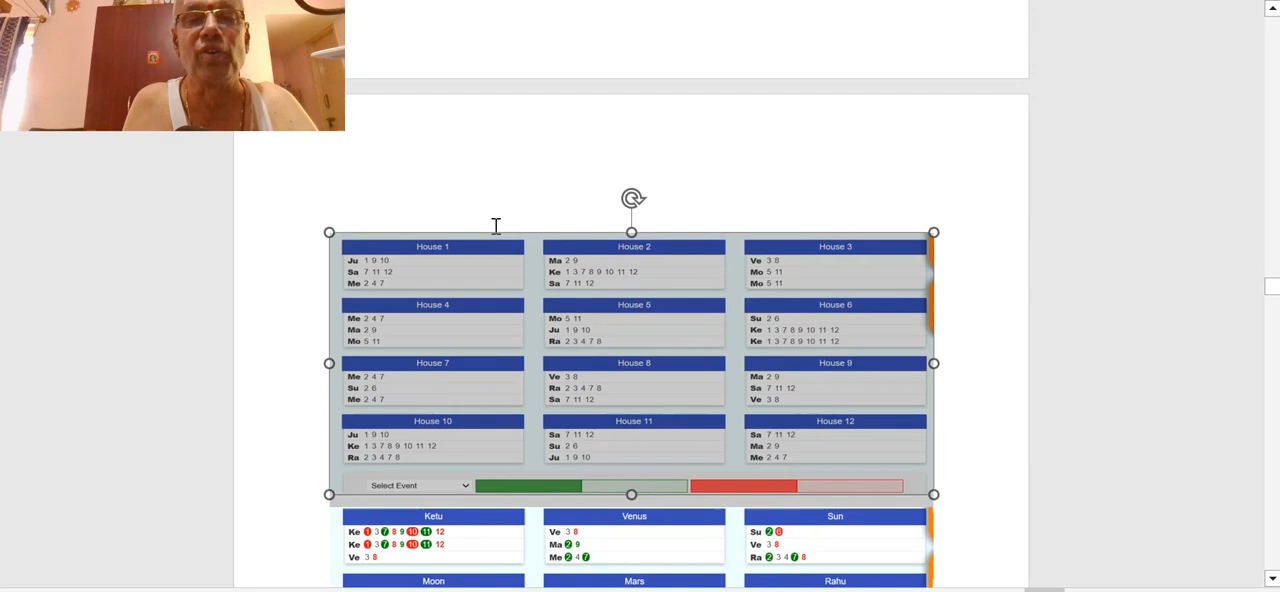 House 1
Ju 1 9 10
Sa 7 11 12
Me 2 4 7
House 2
Ma 2 9
Ke 1 3 7 8 9 10 11 12
Sa 7 11 12
House 3
Ve 3 8
Mo 5 11
Mo 5 11
House 4
Me 2 4 7
Ma 2 9
Mo 5 11
House 5
Mo 5 11
Ju 1 9 10
Ra 2 3 4 7 8
House 6
Su 2 6
Ke 1 3 7 8 9 10 11 12
Ke 1 3 7 8 9 10 11 12
House 7
Me 2 4 7
Su 2 6
Me 2 4 7
House 8
Ve 3 8
Ra 2 3 4 7 8
Sa 7 11 12
House 9
Ma 2 9
Sa 7 11 12
Ve 3 8
House 10
Ju 1 9 10
Ke 1 3 7 8 9 10 11 12
Ra 2 3 4 7 8
House 11
Sa 7 11 12
Su 2 6
Ju 1 9 10
House 12
Sa 7 11 12
Ma 2 9
Me 2 4 7
Select Event
Ketu
Ke 1 3 7 8 9 10 11 12
Ke 1 3 7 8 9 10 11 12
Ve 3 8
Venus
Ve 3 8
Ma 2 9
Me 2 4 7
Sun
Su 2 6
Ve 3 8
Ra 2 3 4 7 8
Moon
Mars
Rahu